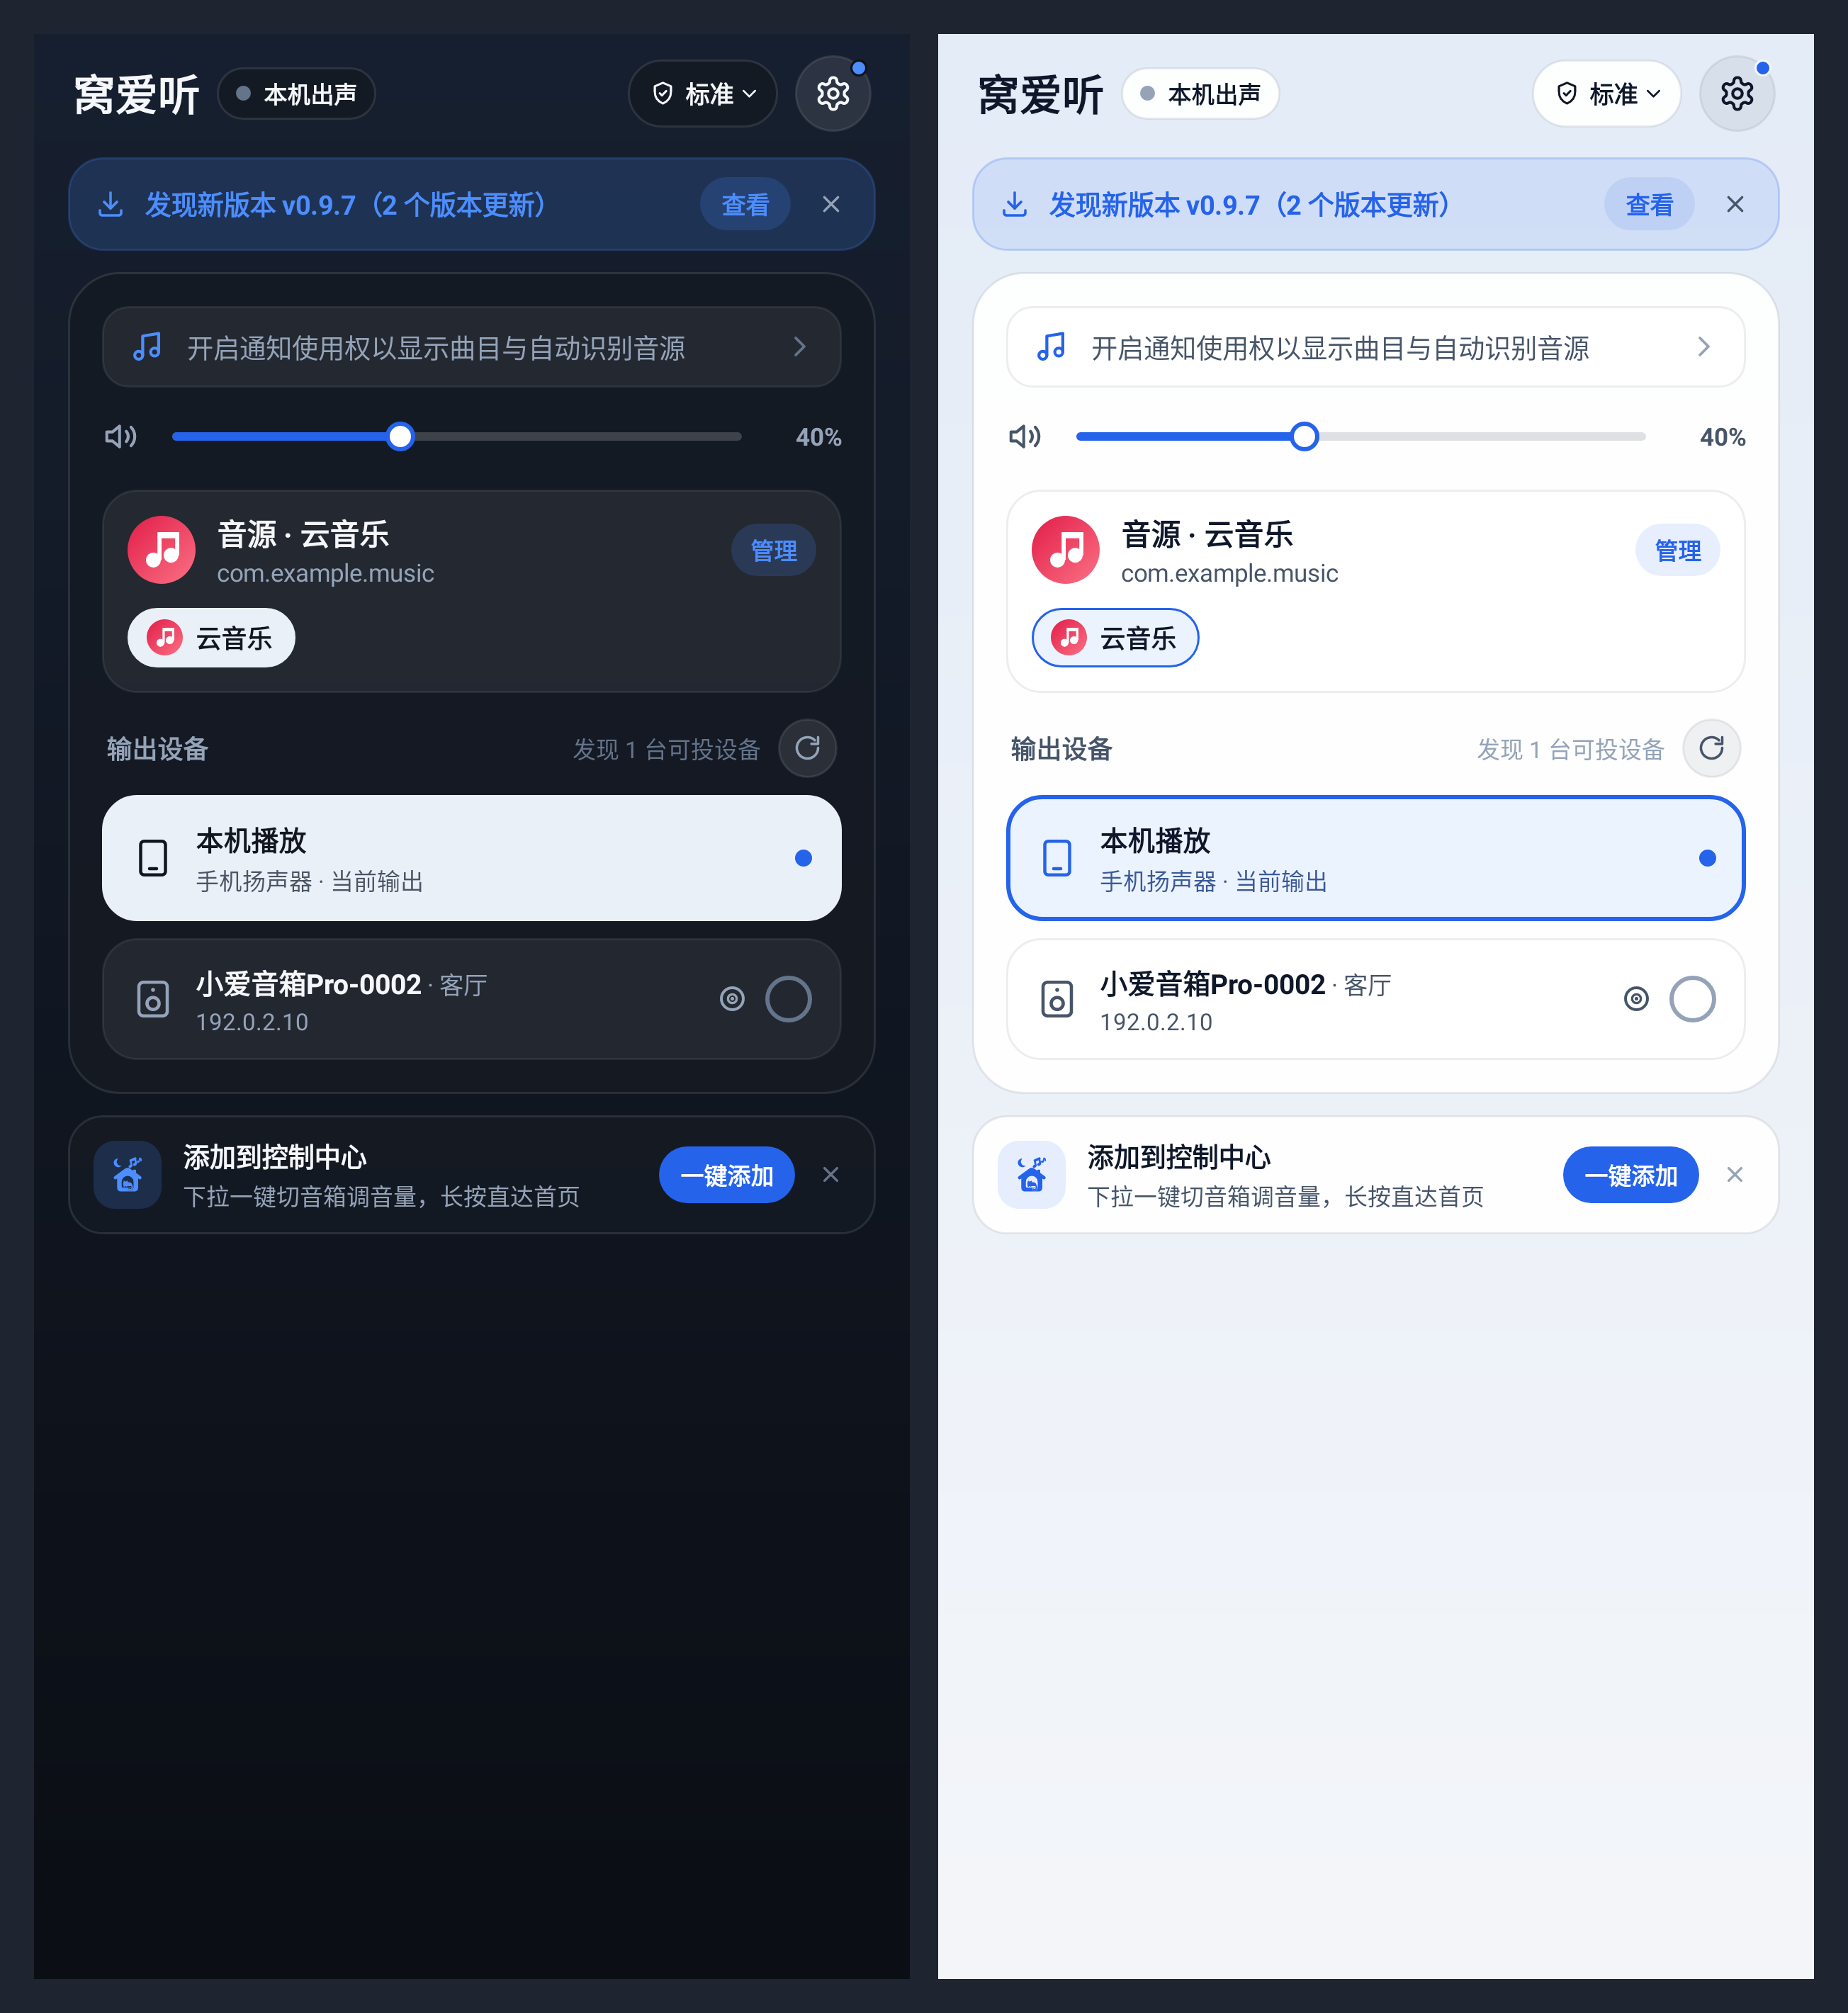 窝爱听
本机出声
标准
发现新版本 v0.9.7（2 个版本更新）
查看
开启通知使用权以显示曲目与自动识别音源
40%
音源 · 云音乐
com.example.music
管理
云音乐
输出设备
发现 1 台可投设备
本机播放
手机扬声器 · 当前输出
小爱音箱Pro-0002 · 客厅
192.0.2.10
添加到控制中心
下拉一键切音箱调音量，长按直达首页
一键添加
窝爱听
本机出声
标准
发现新版本 v0.9.7（2 个版本更新）
查看
开启通知使用权以显示曲目与自动识别音源
40%
音源 · 云音乐
com.example.music
管理
云音乐
输出设备
发现 1 台可投设备
本机播放
手机扬声器 · 当前输出
小爱音箱Pro-0002 · 客厅
192.0.2.10
添加到控制中心
下拉一键切音箱调音量，长按直达首页
一键添加